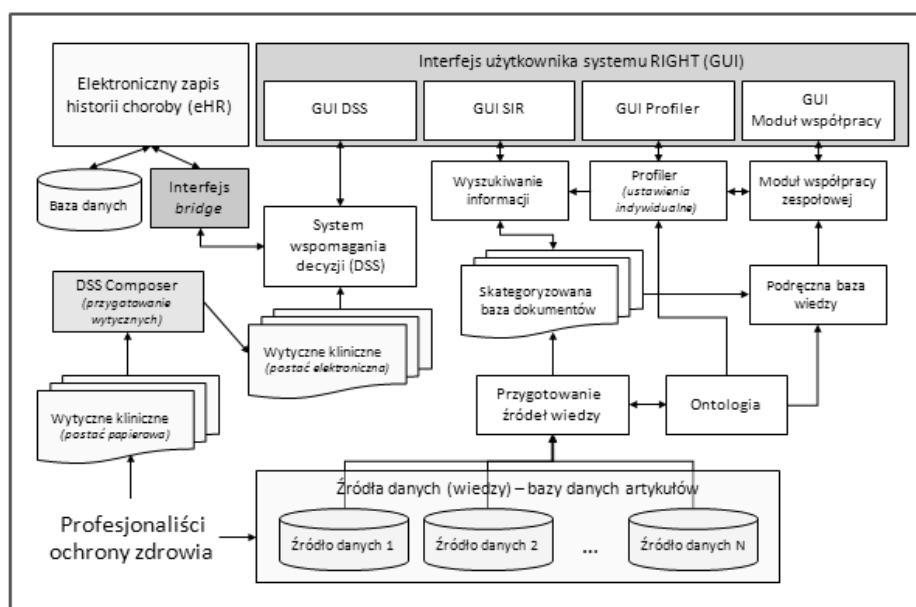 Elektroniczny zapis
historii choroby (eHR)
Interfejs użytkownika systemu RIGHT (GUI)
GUI DSS
GUI SIR
GUI Profiler
GUI
Moduł współpracy
Baza danych
Interfejs
bridge
System
wspomagania
decyzji (DSS)
Wyszukiwanie
informacji
Profiler
(ustawienia
indywidualne)
Moduł współpracy
zespołowej
DSS Composer
(przygotowanie
wytycznych)
Wytyczne kliniczne
(postać elektroniczna)
Skategoryzowana
baza dokumentów
Podręczna baza
wiedzy
Wytyczne kliniczne
(postać papierowa)
Przygotowanie
źródeł wiedzy
Ontologia
Profesjonaliści
ochrony zdrowia
Źródła danych (wiedzy) – bazy danych artykułów
Źródło danych 1
Źródło danych 2
...
Źródło danych N